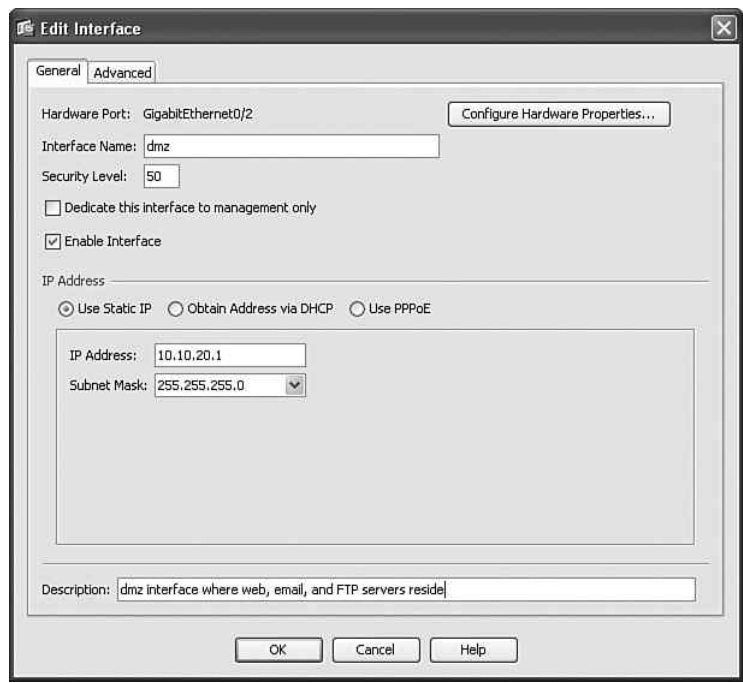 Edit Interface
General Advanced
Hardware Port: GigabitEthernet0/2 Configure Hardware Properties...
Interface Name: dmz
Security Level: 50
Dedicate this interface to management only
Enable Interface
IP Address
Use Static IP Obtain Address via DHCP Use PPPoE
IP Address: 10.10.20.1
Subnet Mask: 255.255.255.0
Description: dmz interface where web, email, and FTP servers reside
OK Cancel Help